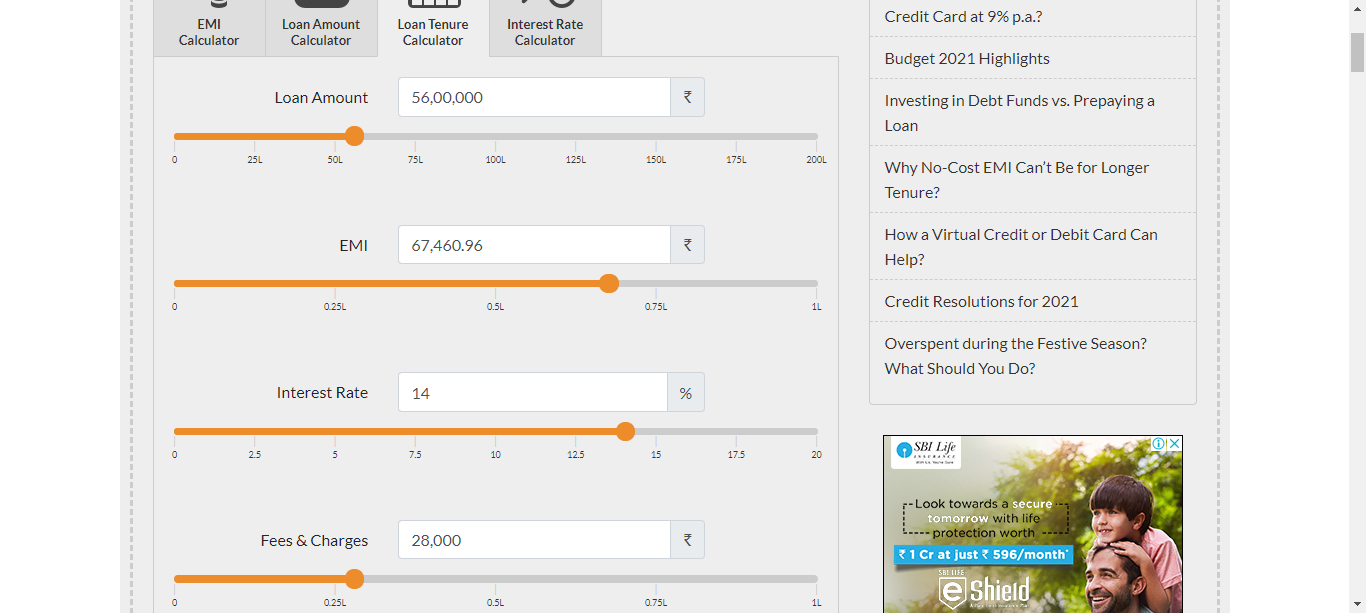 EMI
Calculator
Loan Amount
Calculator
Loan Tenure
Calculator
Interest Rate
Calculator
Loan Amount
56,00,000
₹
0 25L 50L 75L 100L 125L 150L 175L 200L
EMI
67,460.96
₹
0 0.25L 0.5L 0.75L 1L
Interest Rate
14
%
0 2.5 5 7.5 10 12.5 15 17.5 20
Fees & Charges
28,000
₹
0 0.25L 0.5L 0.75L 1L
Credit Card at 9% p.a.?
Budget 2021 Highlights
Investing in Debt Funds vs. Prepaying a
Loan
Why No-Cost EMI Can’t Be for Longer
Tenure?
How a Virtual Credit or Debit Card Can
Help?
Credit Resolutions for 2021
Overspent during the Festive Season?
What Should You Do?
SBI Life
INSURANCE
Look towards a secure
tomorrow with life
protection worth
₹ 1 Cr at just ₹ 596/month*
SBI LIFE
eShield